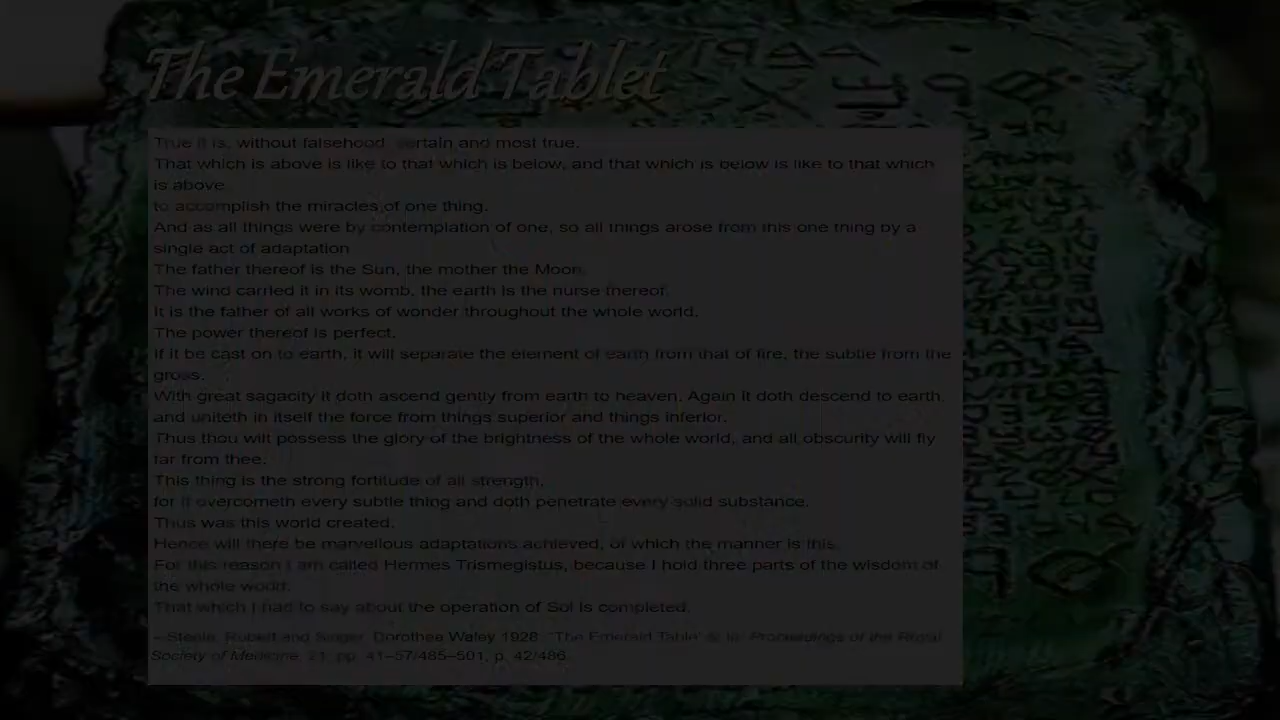 The Emerald Tablet
True it is, without falsehood, certain and most true.
That which is above is like to that which is below, and that which is below is like to that which
is above,
to accomplish the miracles of one thing.
And as all things were by contemplation of one, so all things arose from this one thing by a
single act of adaptation.
The father thereof is the Sun, the mother the Moon.
The wind carried it in its womb, the earth is the nurse thereof.
It is the father of all works of wonder throughout the whole world.
The power thereof is perfect.
If it be cast on to earth, it will separate the element of earth from that of fire, the subtle from the
gross.
With great sagacity it doth ascend gently from earth to heaven. Again it doth descend to earth,
and uniteth in itself the force from things superior and things inferior.
Thus thou wilt possess the glory of the brightness of the whole world, and all obscurity will fly
far from thee.
This thing is the strong fortitude of all strength,
for it overcometh every subtle thing and doth penetrate every solid substance.
Thus was this world created.
Hence will there be marvellous adaptations achieved, of which the manner is this.
For this reason I am called Hermes Trismegistus, because I hold three parts of the wisdom of
the whole world.
That which I had to say about the operation of Sol is completed.
—Steele, Robert and Singer, Dorothea Waley 1928. 'The Emerald Table' in: Proceedings of the Royal
Society of Medicine, 21, pp. 41–57/485–501, p. 42/486.